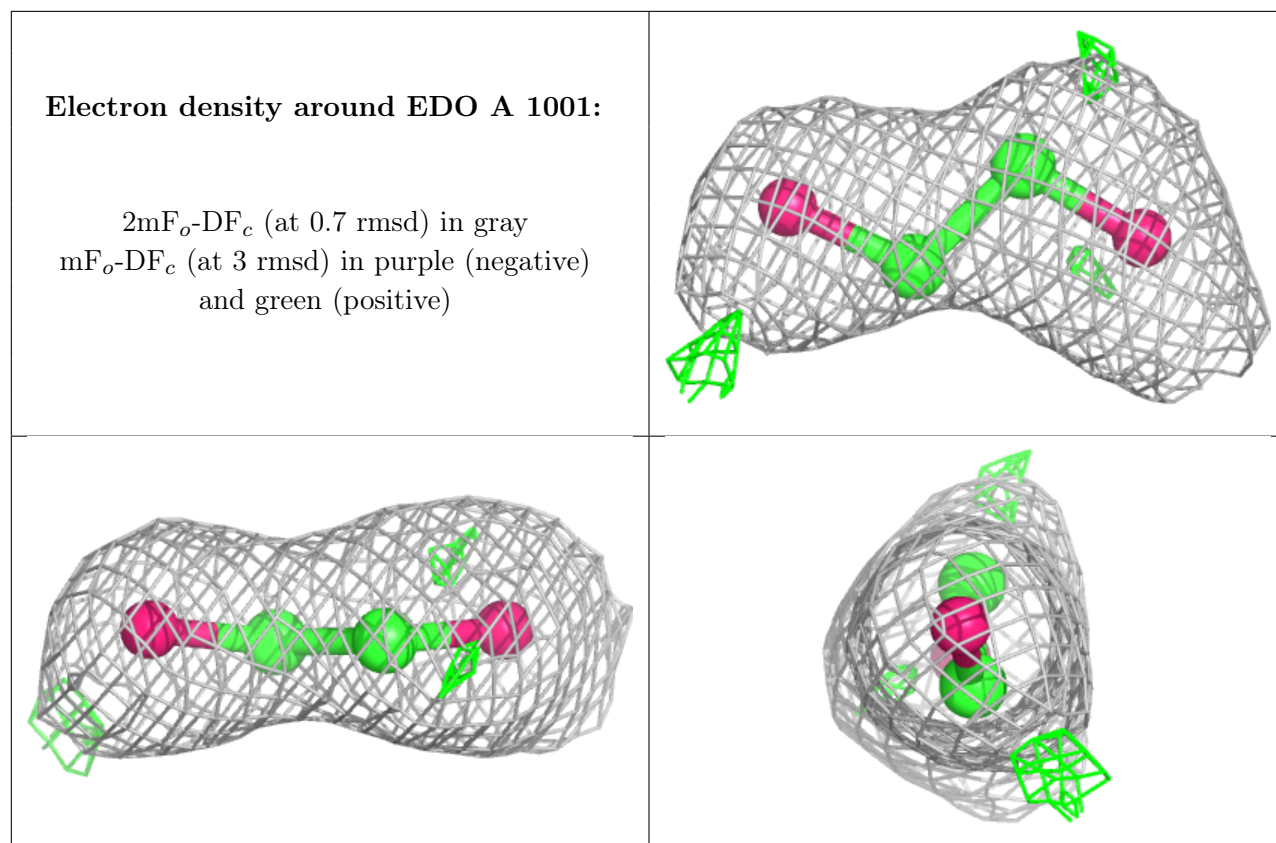 Electron density around EDO A 1001:
2mFo-DFc (at 0.7 rmsd) in gray
mFo-DFc (at 3 rmsd) in purple (negative)
and green (positive)